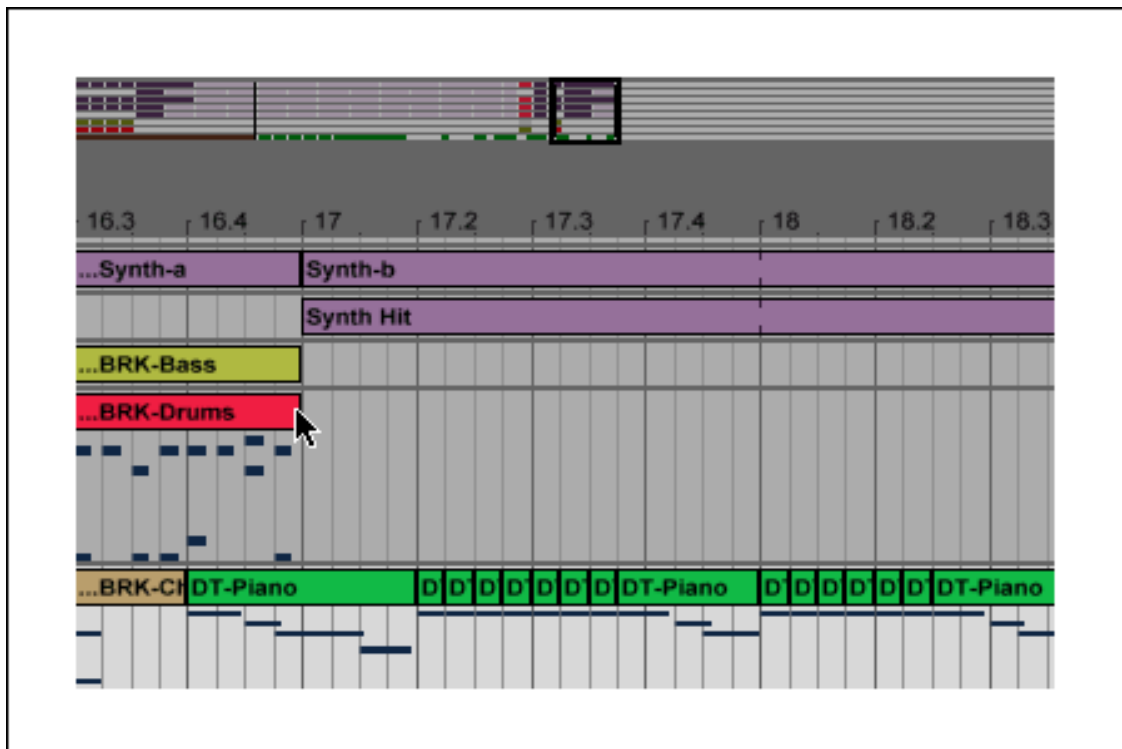 16.3 16.4 17 17.2 17.3 17.4 18 18.2 18.3
...Synth-a Synth-b
Synth Hit
...BRK-Bass
...BRK-Drums
...BRK-Ch DT-Piano D D D D D D D DT-Piano D D D D D D DT-Piano